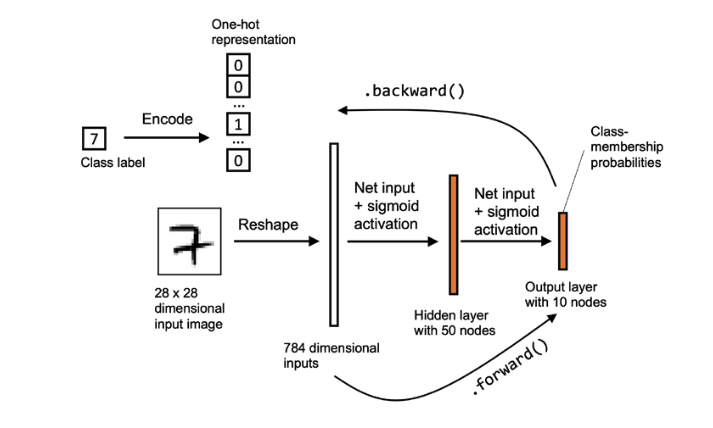 One-hot
representation
0
0
...
1
...
0
7
Encode
Class label
.backward()
Class-
membership
probabilities
Net input
+ sigmoid
activation
Net input
+ sigmoid
activation
Reshape
7
28 x 28
dimensional
input image
784 dimensional
inputs
Hidden layer
with 50 nodes
Output layer
with 10 nodes
.forward()